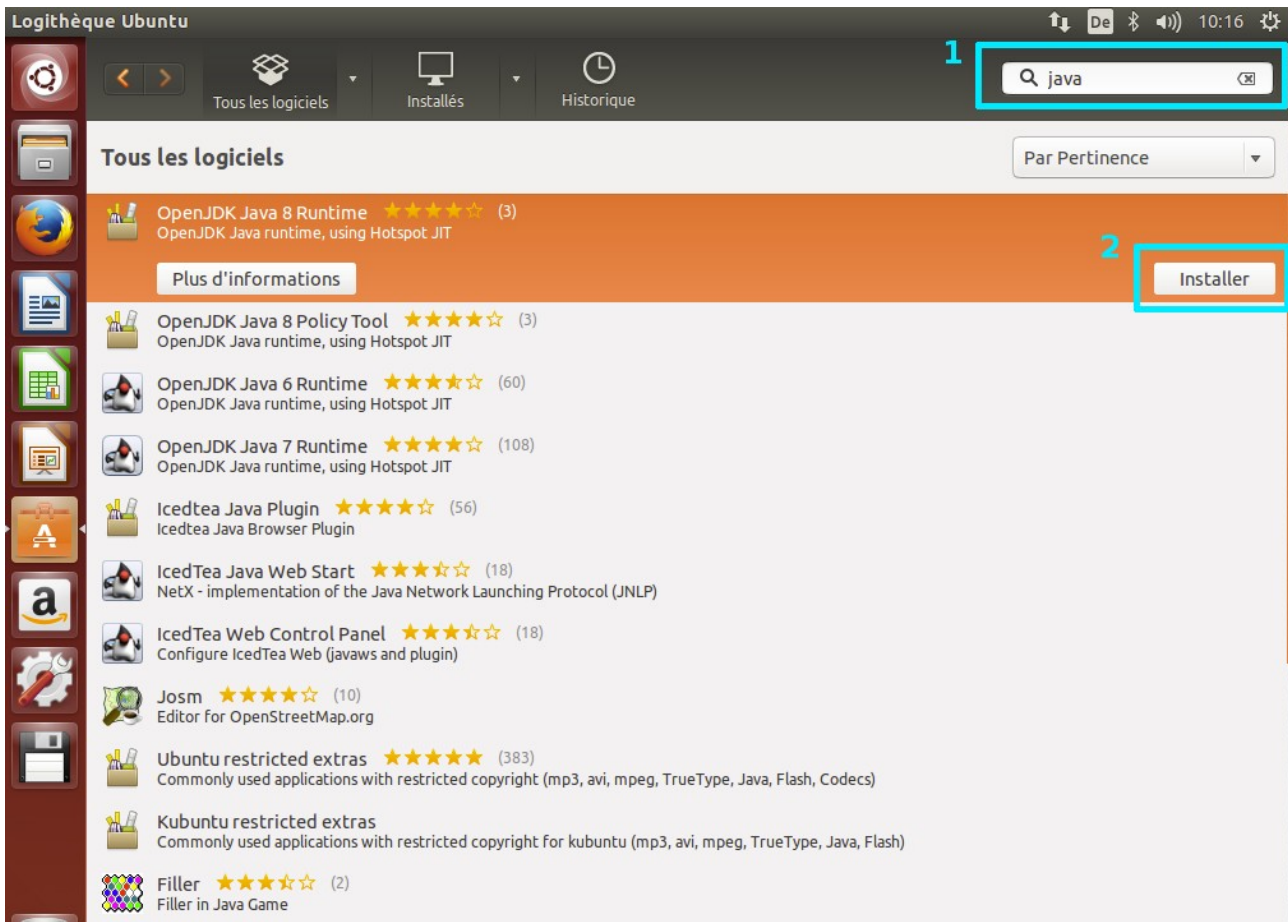 Logithèque Ubuntu
De
10:16
1
java
Tous les logiciels
Installés
Historique
Tous les logiciels
Par Pertinence
OpenJDK Java 8 Runtime (3)
OpenJDK Java runtime, using Hotspot JIT
2
Plus d'informations
Installer
OpenJDK Java 8 Policy Tool (3)
OpenJDK Java runtime, using Hotspot JIT
OpenJDK Java 6 Runtime (60)
OpenJDK Java runtime, using Hotspot JIT
OpenJDK Java 7 Runtime (108)
OpenJDK Java runtime, using Hotspot JIT
Icedtea Java Plugin (56)
Icedtea Java Browser Plugin
IcedTea Java Web Start (18)
NetX - implementation of the Java Network Launching Protocol (JNLP)
IcedTea Web Control Panel (18)
Configure IcedTea Web (javaws and plugin)
Josm (10)
Editor for OpenStreetMap.org
Ubuntu restricted extras (383)
Commonly used applications with restricted copyright (mp3, avi, mpeg, TrueType, Java, Flash, Codecs)
Kubuntu restricted extras
Commonly used applications with restricted copyright for kubuntu (mp3, avi, mpeg, TrueType, Java, Flash)
Filler (2)
Filler in Java Game